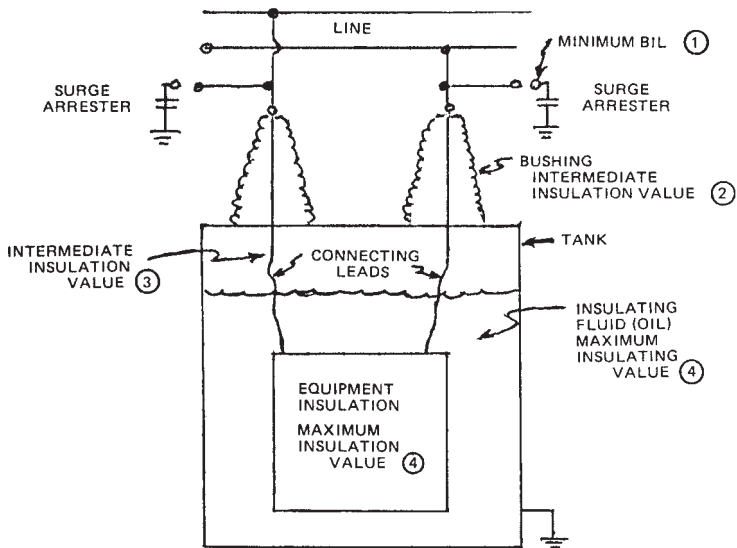 LINE
MINIMUM BIL 1
SURGE
ARRESTER
SURGE
ARRESTER
BUSHING
INTERMEDIATE
INSULATION VALUE 2
TANK
INTERMEDIATE
INSULATION
VALUE 3
CONNECTING
LEADS
INSULATING
FLUID (OIL)
MAXIMUM
INSULATING
VALUE 4
EQUIPMENT
INSULATION
MAXIMUM
INSULATION
VALUE 4